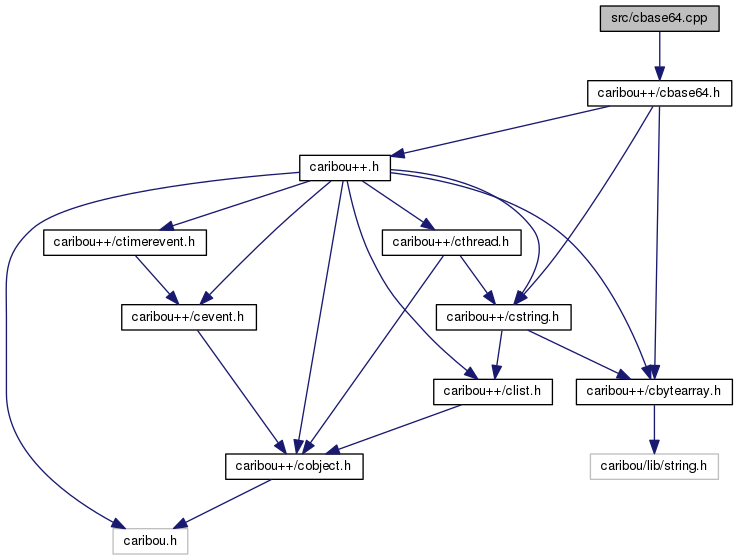 src/cbase64.cpp
caribou++/cbase64.h
caribou++.h
caribou++/ctimerevent.h
caribou++/cthread.h
caribou++/cevent.h
caribou++/cstring.h
caribou++/clist.h
caribou++/cbytearray.h
caribou++/cobject.h
caribou/lib/string.h
caribou.h